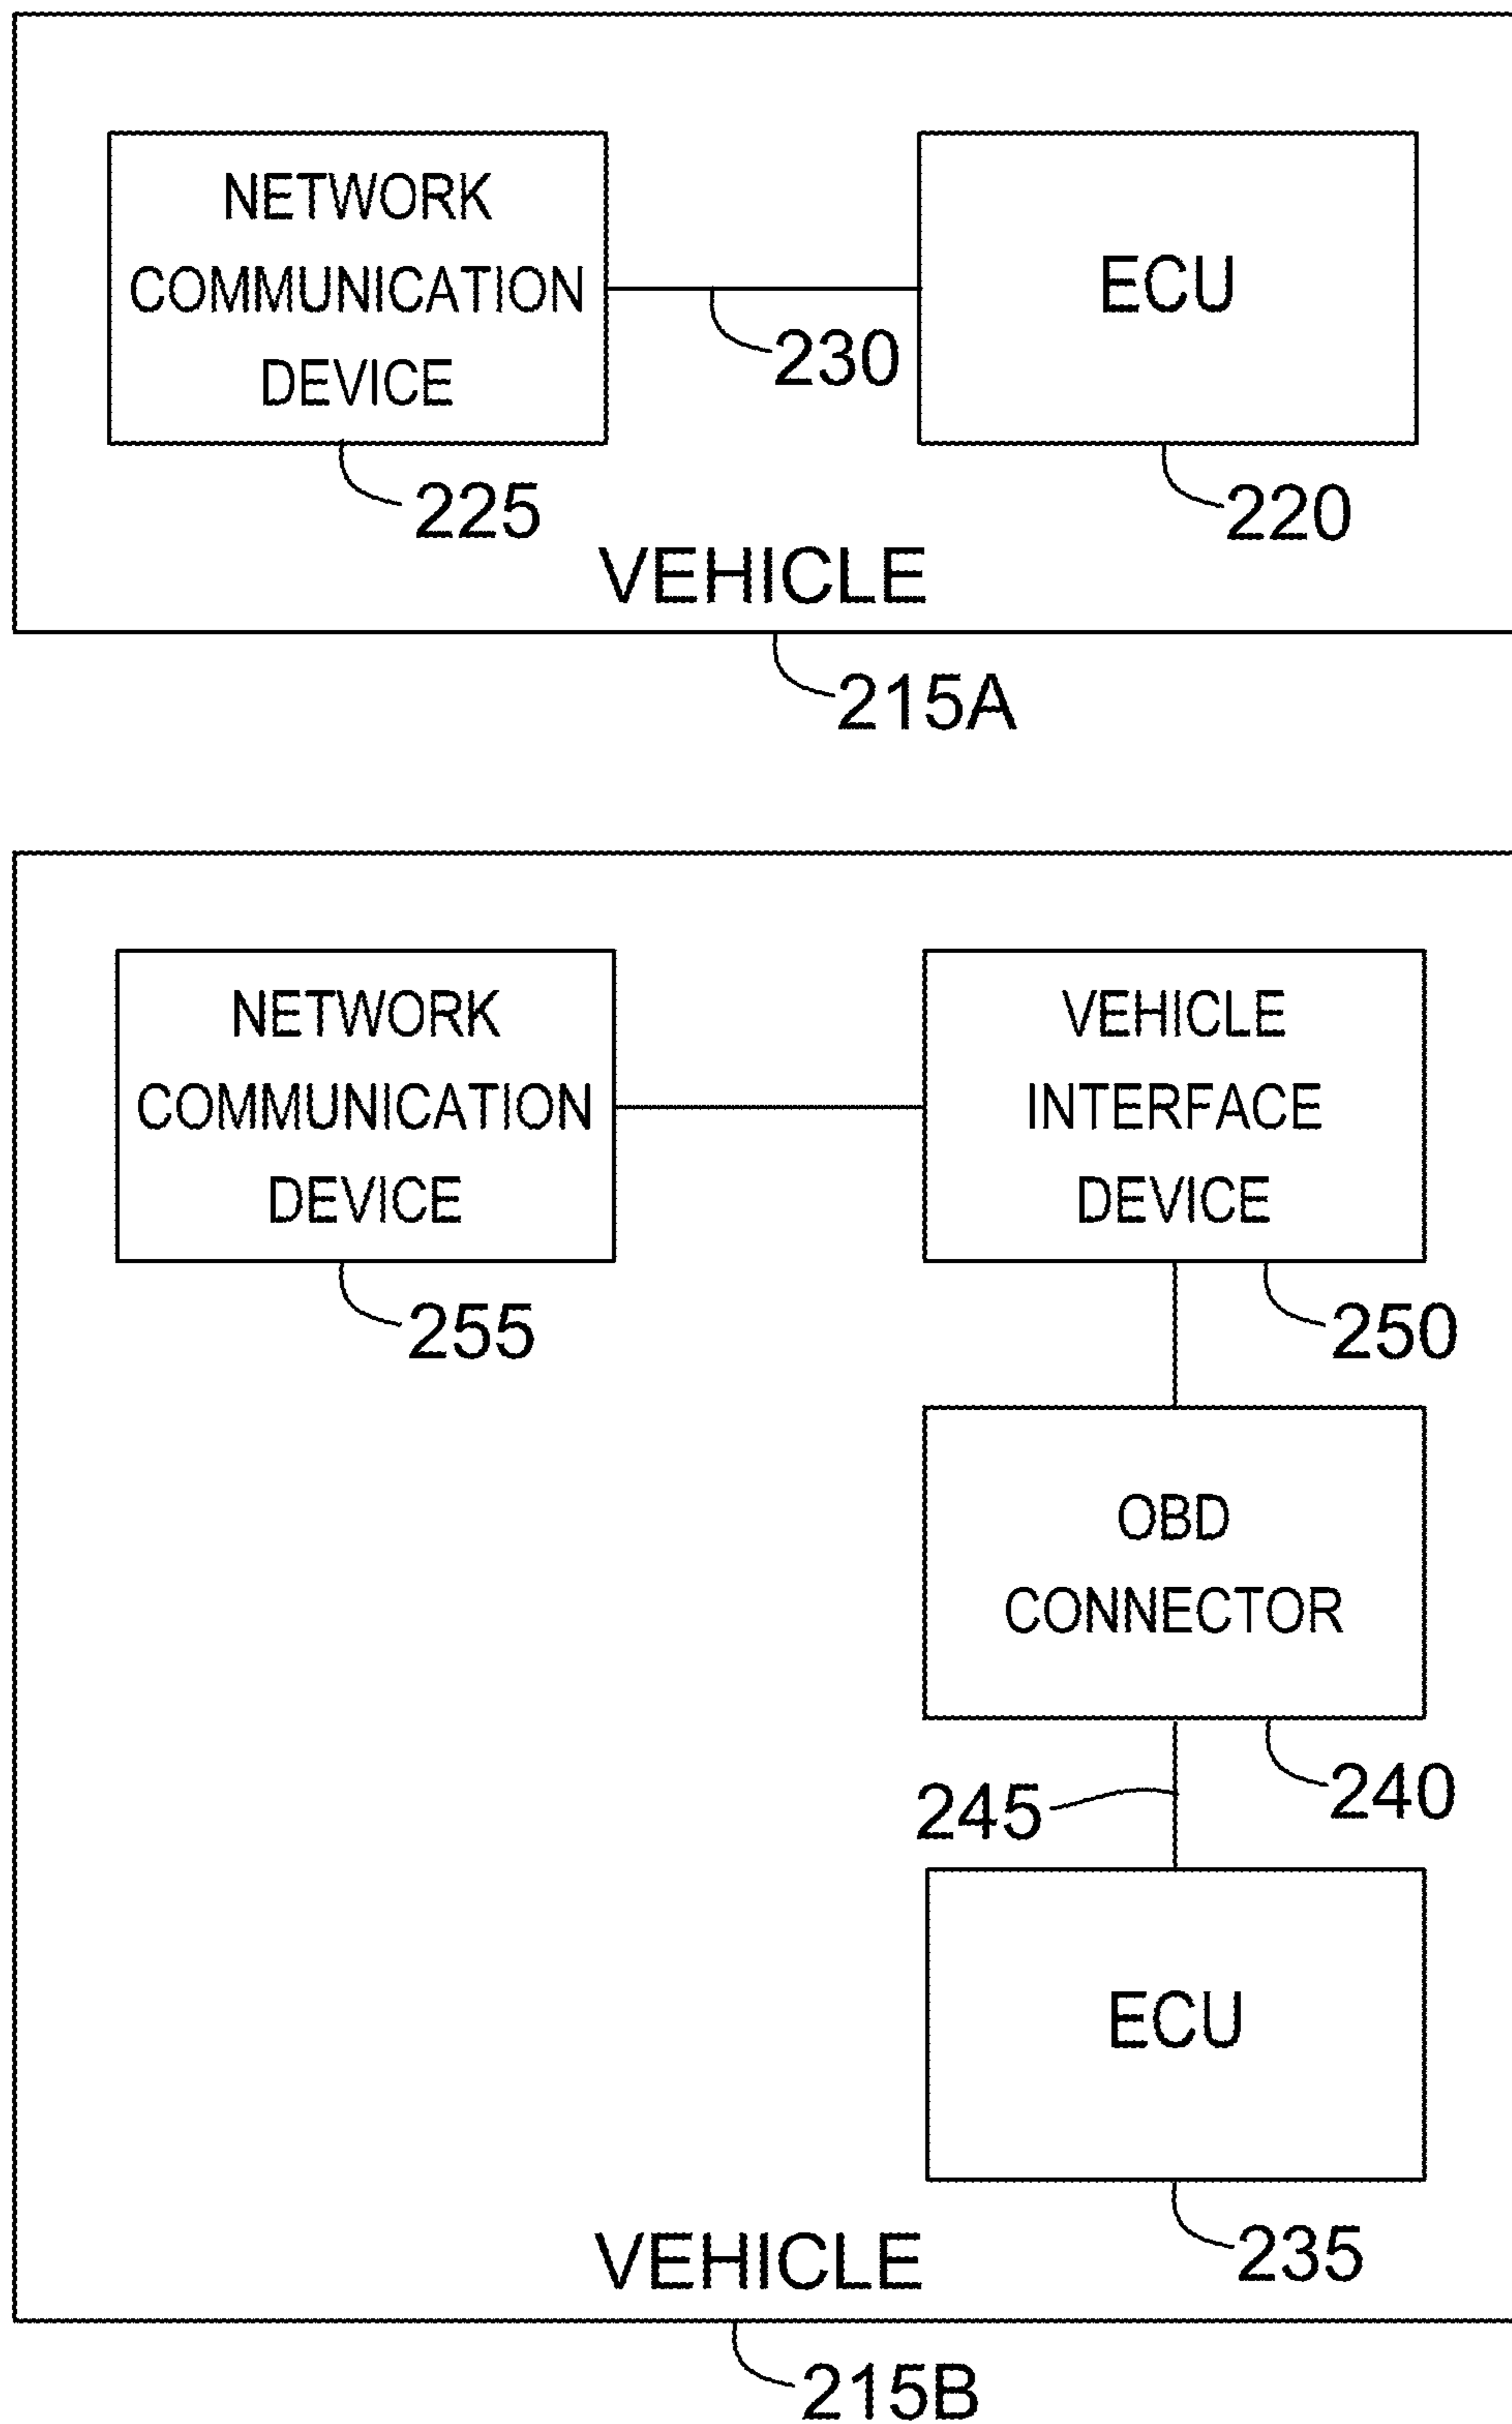 NETWORK
COMMUNICATION
DEVICE
ECU
230
225
220
VEHICLE
215A
NETWORK
COMMUNICATION
DEVICE
VEHICLE
INTERFACE
DEVICE
255
250
OBD
CONNECTOR
245
240
ECU
235
VEHICLE
215B